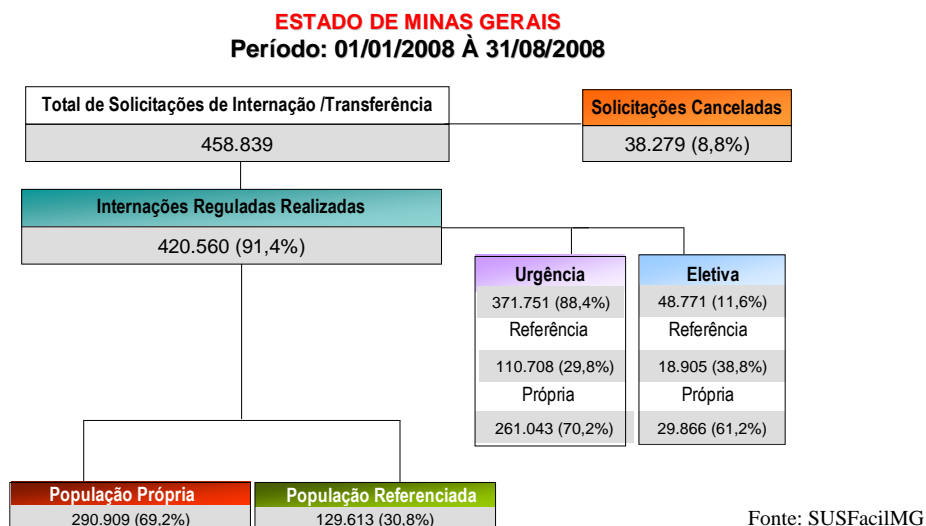 ESTADO DE MINAS GERAIS
Período: 01/01/2008 À 31/08/2008
Total de Solicitações de Internação /Transferência
458.839
Solicitações Canceladas
38.279 (8,8%)
Internações Reguladas Realizadas
420.560 (91,4%)
Urgência
371.751 (88,4%)
Referência
110.708 (29,8%)
Própria
261.043 (70,2%)
Eletiva
48.771 (11,6%)
Referência
18.905 (38,8%)
Própria
29.866 (61,2%)
População Própria
290.909 (69,2%)
População Referenciada
129.613 (30,8%)
Fonte: SUSFacilMG